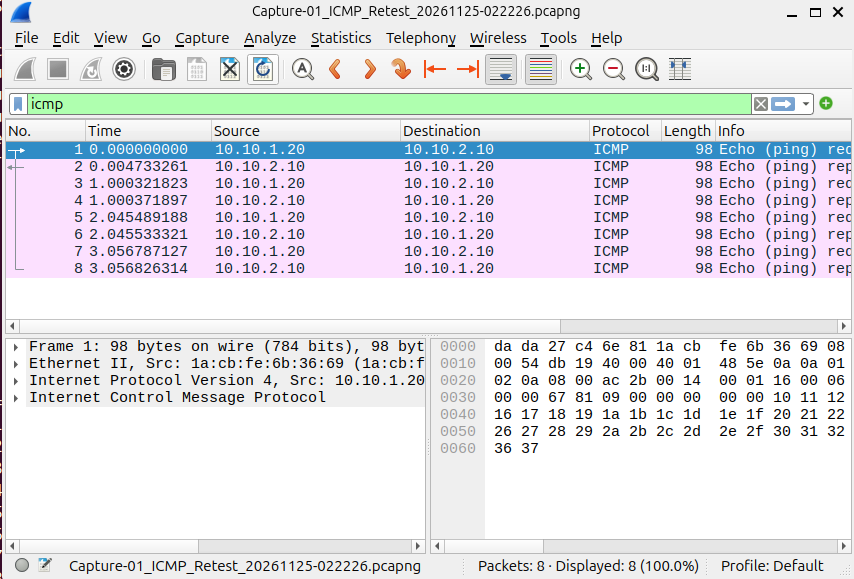 Capture-01_ICMP_Retest_20261125-022226.pcapng
File Edit View Go Capture Analyze Statistics Telephony Wireless Tools Help
icmp
No. Time Source Destination Protocol Length Info
1 0.000000000 10.10.1.20 10.10.2.10 ICMP 98 Echo (ping) req
2 0.004733261 10.10.2.10 10.10.1.20 ICMP 98 Echo (ping) rep
3 1.000321823 10.10.1.20 10.10.2.10 ICMP 98 Echo (ping) req
4 1.000371897 10.10.2.10 10.10.1.20 ICMP 98 Echo (ping) rep
5 2.045489188 10.10.1.20 10.10.2.10 ICMP 98 Echo (ping) req
6 2.045533321 10.10.2.10 10.10.1.20 ICMP 98 Echo (ping) rep
7 3.056787127 10.10.1.20 10.10.2.10 ICMP 98 Echo (ping) req
8 3.056826314 10.10.2.10 10.10.1.20 ICMP 98 Echo (ping) rep
Frame 1: 98 bytes on wire (784 bits), 98 byt
Ethernet II, Src: 1a:cb:fe:6b:36:69 (1a:cb:f
Internet Protocol Version 4, Src: 10.10.1.20
Internet Control Message Protocol
0000 da da 27 c4 6e 81 1a cb fe 6b 36 69 08
0010 00 54 db 19 40 00 40 01 48 5e 0a 0a 01
0020 02 0a 08 00 ac 2b 00 14 00 01 16 00 06
0030 00 00 67 81 09 00 00 00 00 00 10 11 12
0040 16 17 18 19 1a 1b 1c 1d 1e 1f 20 21 22
0050 26 27 28 29 2a 2b 2c 2d 2e 2f 30 31 32
0060 36 37
Capture-01_ICMP_Retest_20261125-022226.pcapng Packets: 8 · Displayed: 8 (100.0%) Profile: Default